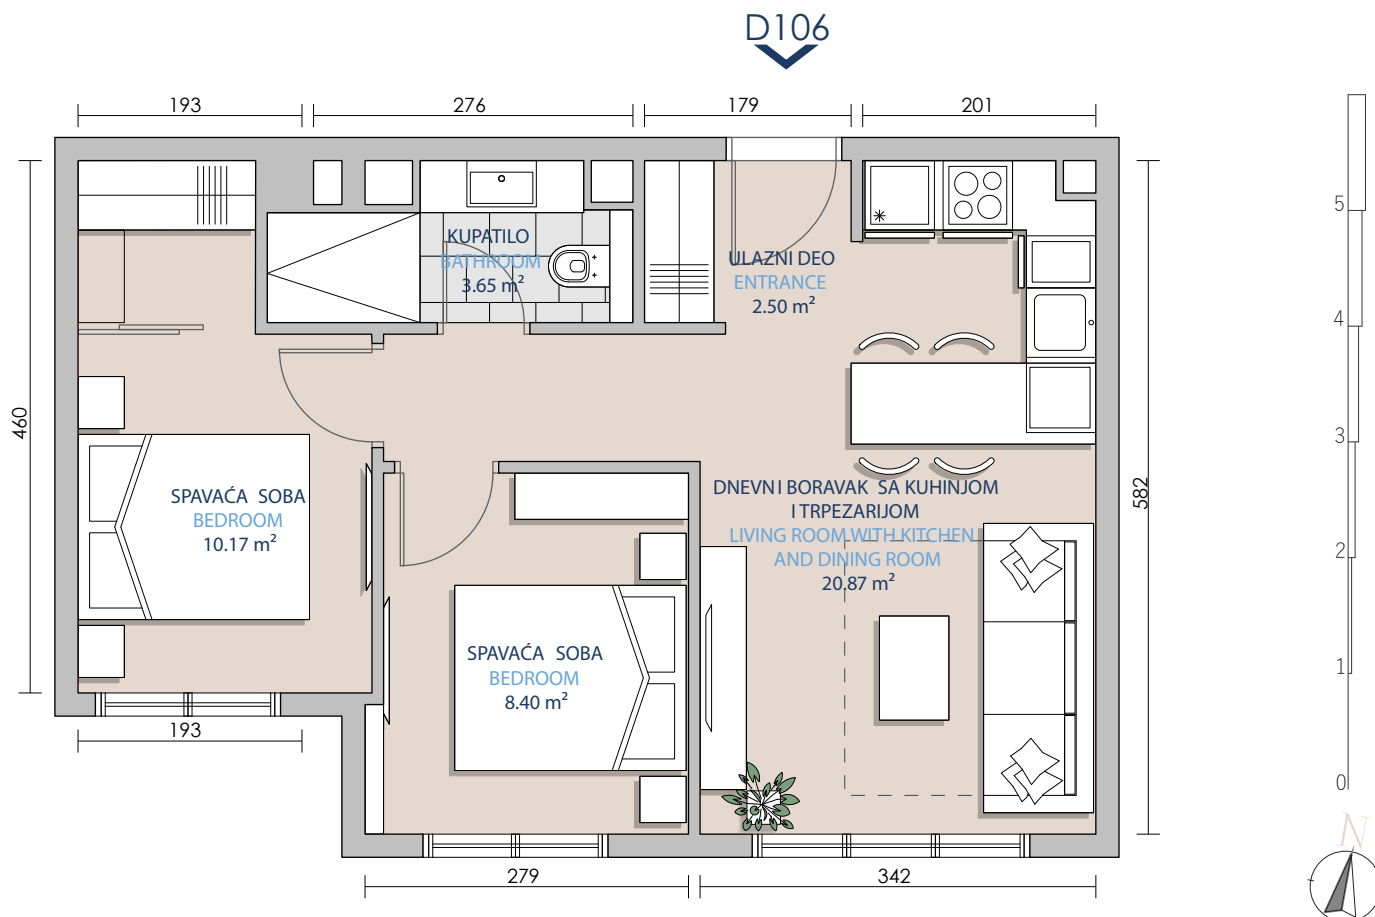 D106
193
276
179
201
KUPATILO
BATHROOM
3.65 m²
ULAZNI DEO
ENTRANCE
2.50 m²
460
582
SPAVAĆA SOBA
BEDROOM
10.17 m²
DNEVNI BORAVAK SA KUHINJOM
I TRPEZARIJOM
LIVING ROOM WITH KITCHEN
AND DINING ROOM
20.87 m²
SPAVAĆA SOBA
BEDROOM
8.40 m²
193
279
342
5
4
3
2
1
0
N